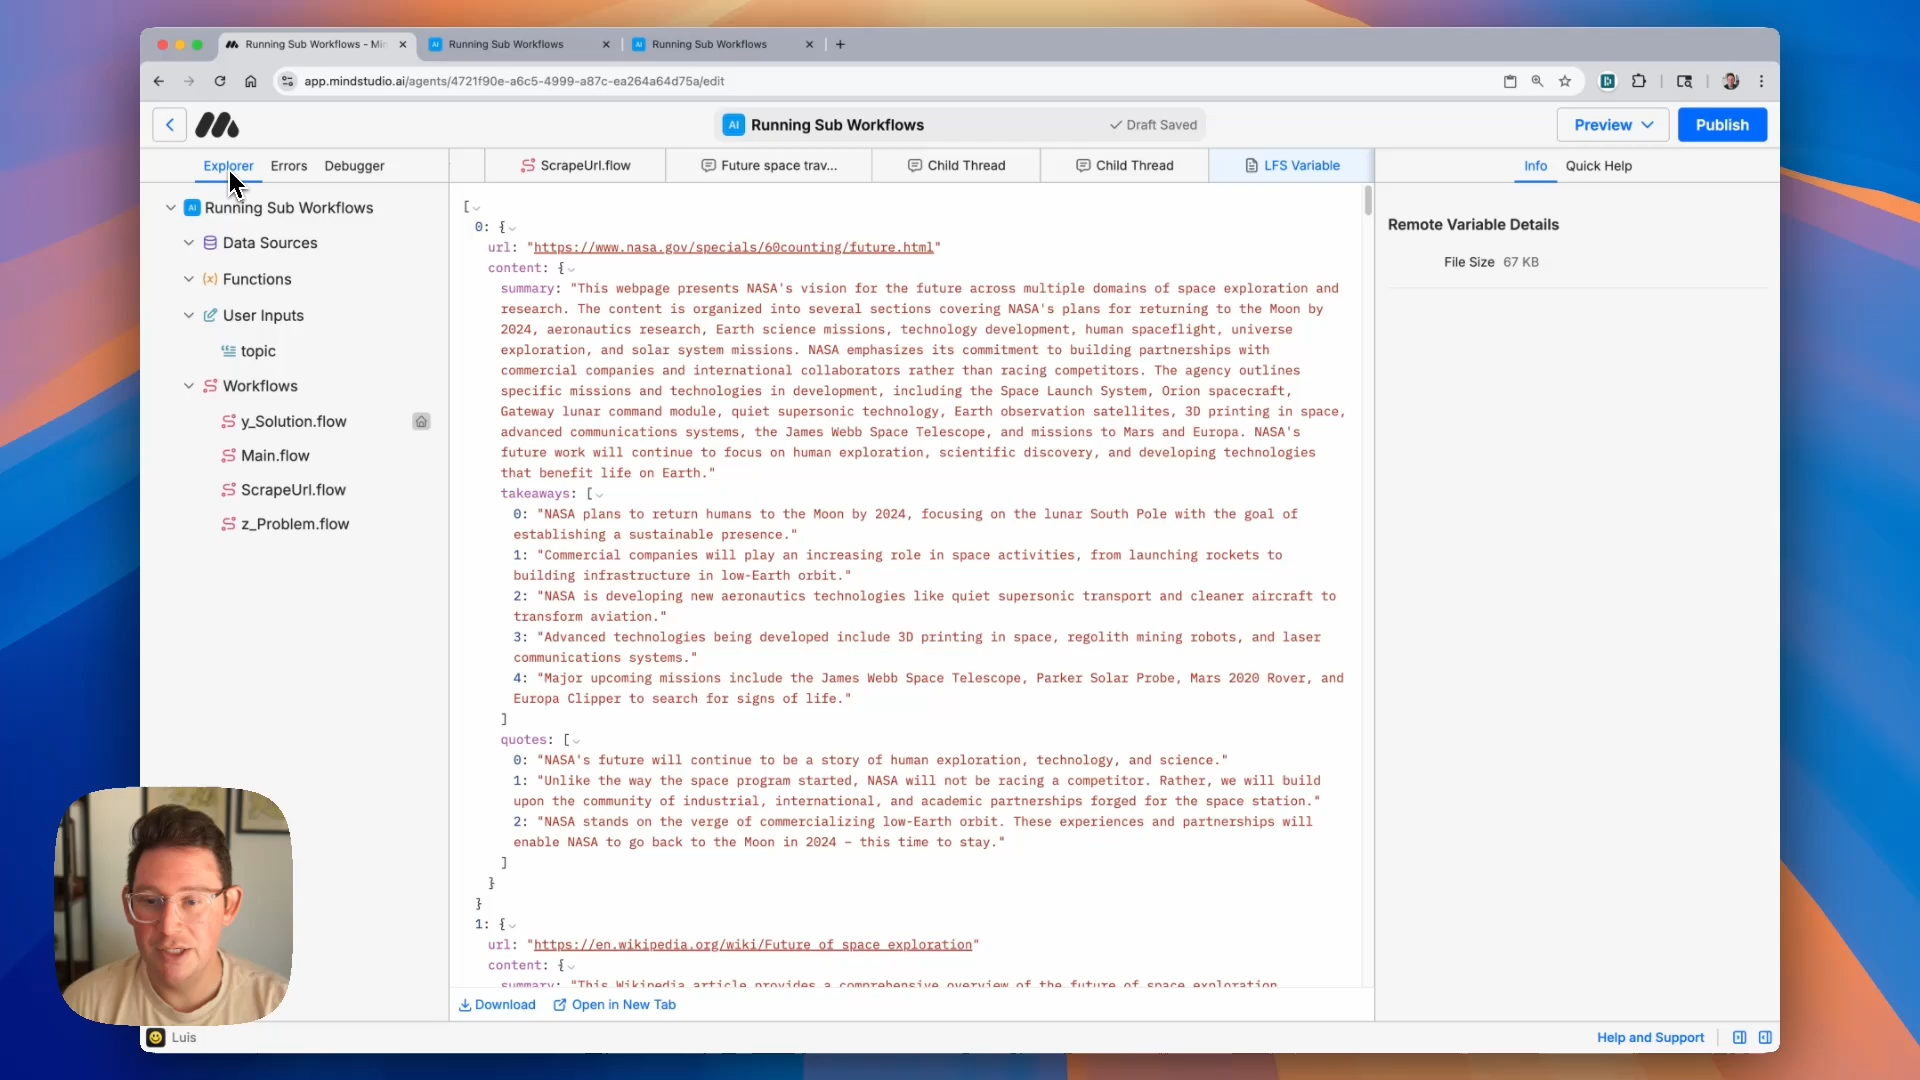 Running Sub Workflows - Min
Running Sub Workflows
Running Sub Workflows
app.mindstudio.ai/agents/4721f90e-a6c5-4999-a87c-ea264a64d75a/edit
AI Running Sub Workflows
Draft Saved
Preview
Publish
Explorer
Errors
Debugger
ScrapeUrl.flow
Future space trav...
Child Thread
Child Thread
LFS Variable
Info
Quick Help
AI Running Sub Workflows
Data Sources
Functions
User Inputs
topic
Workflows
y_Solution.flow
Main.flow
ScrapeUrl.flow
z_Problem.flow
[
0: {
url: "https://www.nasa.gov/specials/60counting/future.html"
content: {
summary: "This webpage presents NASA's vision for the future across multiple domains of space exploration and
research. The content is organized into several sections covering NASA's plans for returning to the Moon by
2024, aeronautics research, Earth science missions, technology development, human spaceflight, universe
exploration, and solar system missions. NASA emphasizes its commitment to building partnerships with
commercial companies and international collaborators rather than racing competitors. The agency outlines
specific missions and technologies in development, including the Space Launch System, Orion spacecraft,
Gateway lunar command module, quiet supersonic technology, Earth observation satellites, 3D printing in space,
advanced communications systems, the James Webb Space Telescope, and missions to Mars and Europa. NASA's
future work will continue to focus on human exploration, scientific discovery, and developing technologies
that benefit life on Earth."
takeaways: [
0: "NASA plans to return humans to the Moon by 2024, focusing on the lunar South Pole with the goal of
establishing a sustainable presence."
1: "Commercial companies will play an increasing role in space activities, from launching rockets to
building infrastructure in low-Earth orbit."
2: "NASA is developing new aeronautics technologies like quiet supersonic transport and cleaner aircraft to
transform aviation."
3: "Advanced technologies being developed include 3D printing in space, regolith mining robots, and laser
communications systems."
4: "Major upcoming missions include the James Webb Space Telescope, Parker Solar Probe, Mars 2020 Rover, and
Europa Clipper to search for signs of life."
]
quotes: [
0: "NASA's future will continue to be a story of human exploration, technology, and science."
1: "Unlike the way the space program started, NASA will not be racing a competitor. Rather, we will build
upon the community of industrial, international, and academic partnerships forged for the space station."
2: "NASA stands on the verge of commercializing low-Earth orbit. These experiences and partnerships will
enable NASA to go back to the Moon in 2024 – this time to stay."
]
}
}
1: {
url: "https://en.wikipedia.org/wiki/Future_of_space_exploration"
content: {
summary: "This Wikipedia article provides a comprehensive overview of the future of space exploration
Download
Open in New Tab
Remote Variable Details
File Size 67 KB
Luis
Help and Support